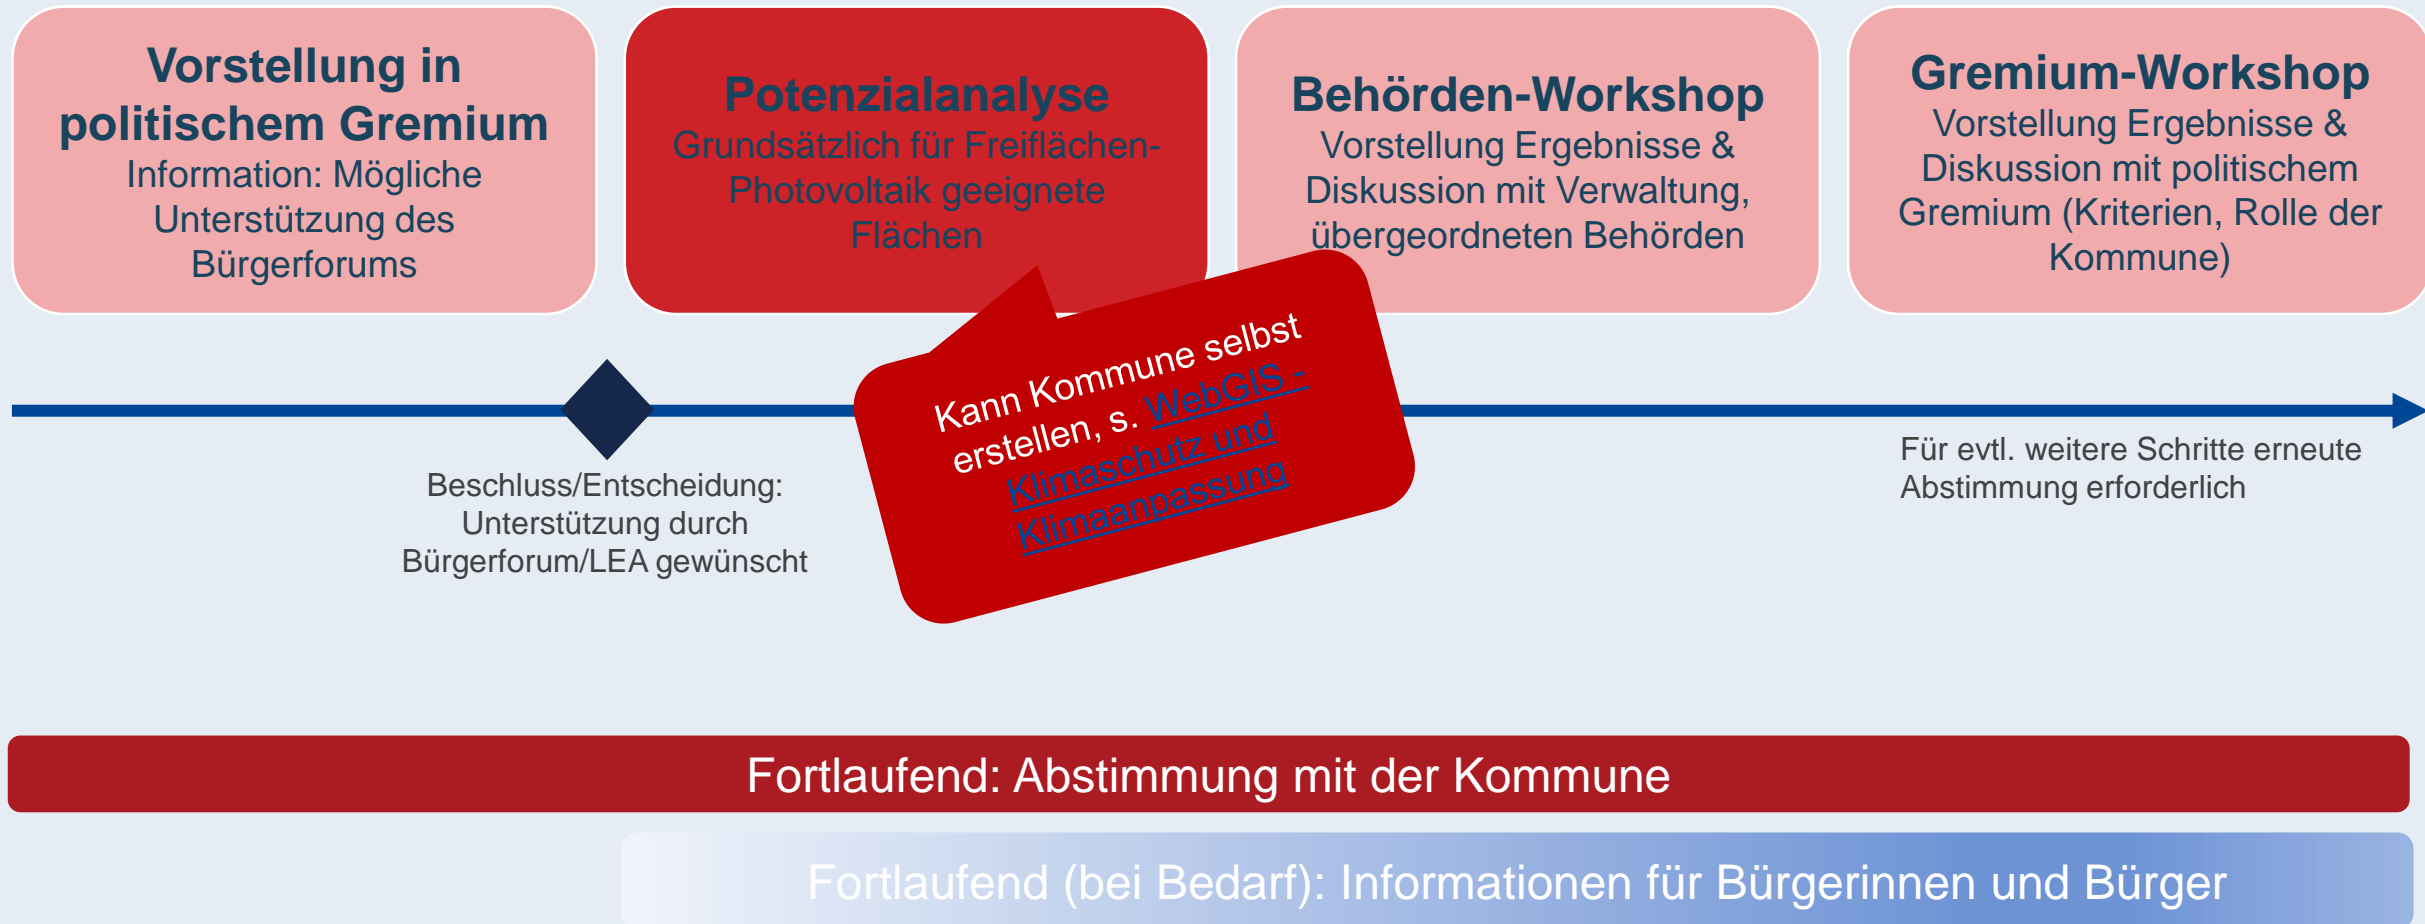 Vorstellung in
politischem Gremium
Information: Mögliche
Unterstützung des
Bürgerforums
Potenzialanalyse
Grundsätzlich für Freiflächen-
Photovoltaik geeignete
Flächen
Behörden-Workshop
Vorstellung Ergebnisse &
Diskussion mit Verwaltung,
übergeordneten Behörden
Gremium-Workshop
Vorstellung Ergebnisse &
Diskussion mit politischem
Gremium (Kriterien, Rolle der
Kommune)
Kann Kommune selbst
erstellen, s. WebGIS -
Klimaschutz und
Klimaanpassung
Beschluss/Entscheidung:
Unterstützung durch
Bürgerforum/LEA gewünscht
Für evtl. weitere Schritte erneute
Abstimmung erforderlich
Fortlaufend: Abstimmung mit der Kommune
Fortlaufend (bei Bedarf): Informationen für Bürgerinnen und Bürger